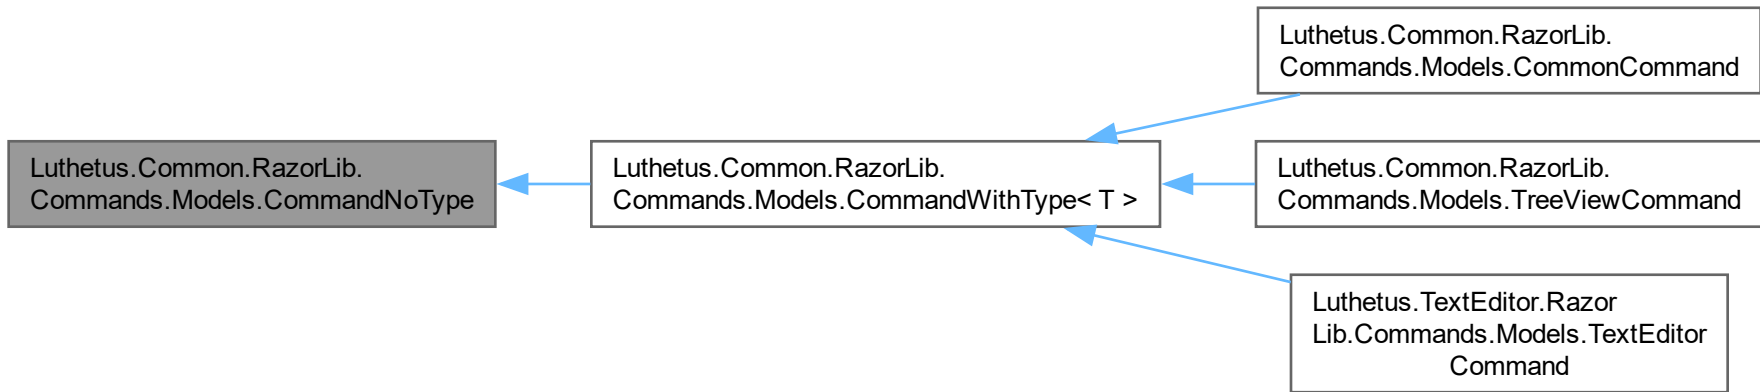 Luthetus.Common.RazorLib.
Commands.Models.CommandNoType
Luthetus.Common.RazorLib.
Commands.Models.CommandWithType< T >
Luthetus.Common.RazorLib.
Commands.Models.CommonCommand
Luthetus.Common.RazorLib.
Commands.Models.TreeViewCommand
Luthetus.TextEditor.Razor
Lib.Commands.Models.TextEditor
Command